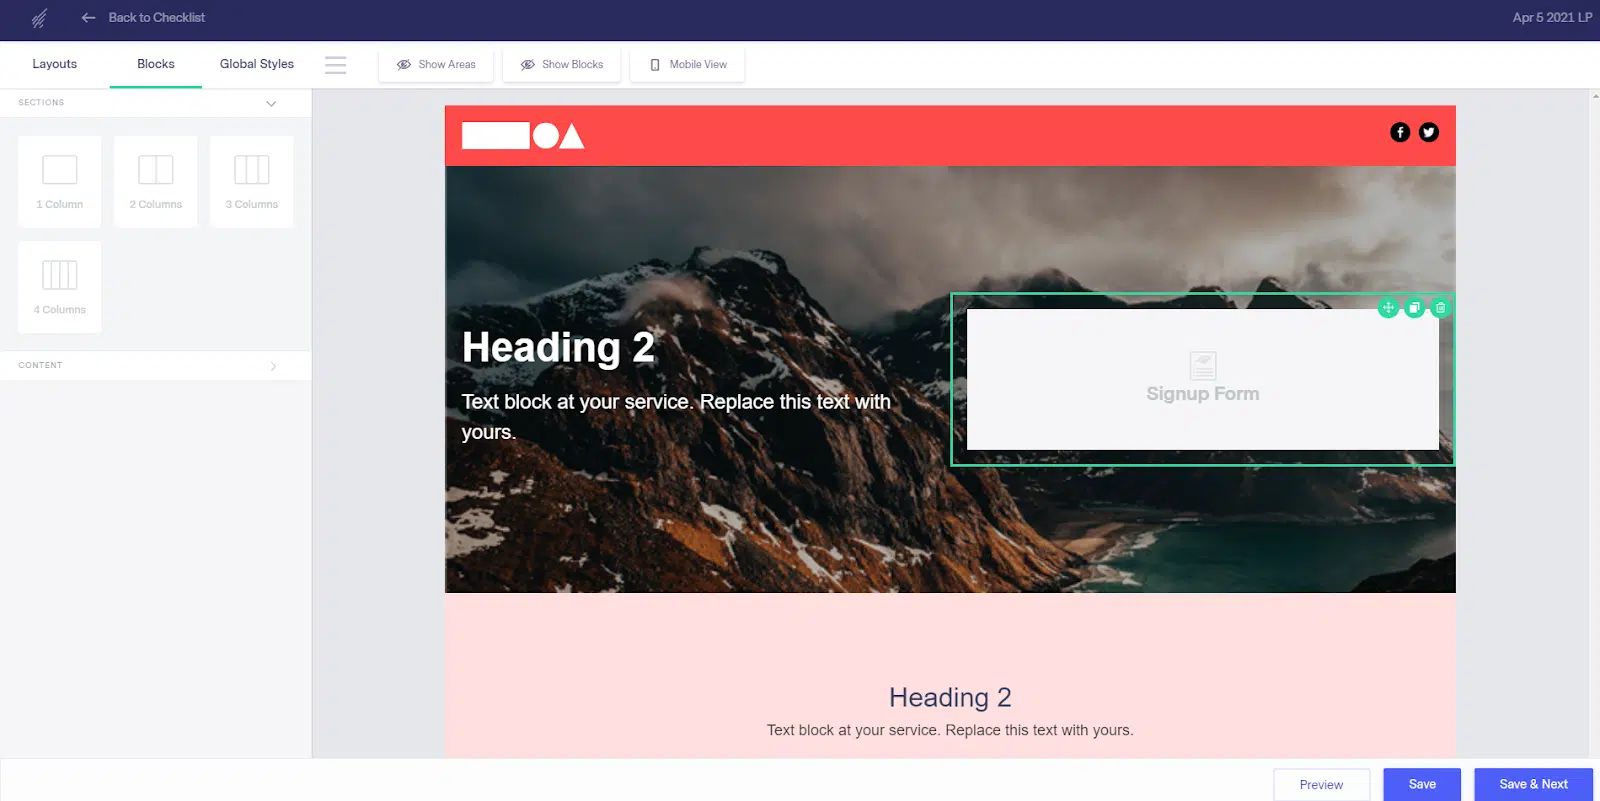 Back to Checklist
Apr 5 2021 LP
Layouts
Blocks
Global Styles
Show Areas
Show Blocks
Mobile View
SECTIONS
1 Column
2 Columns
3 Columns
4 Columns
CONTENT
Heading 2
Text block at your service. Replace this text with
yours.
Signup Form
Heading 2
Text block at your service. Replace this text with yours.
Preview
Save
Save & Next